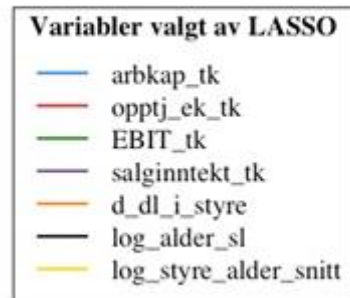 Variabler valgt av LASSO
arbkap_tk
opptj_ek_tk
EBIT_tk
salginntekt_tk
d_dl_i_styre
log_alder_sl
log_styre_alder_snitt